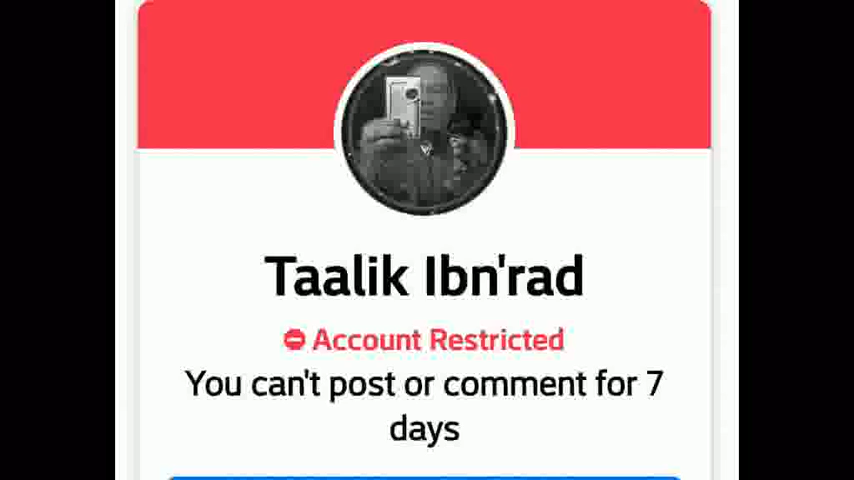 Taalik Ibn'rad
Account Restricted
You can't post or comment for 7
days